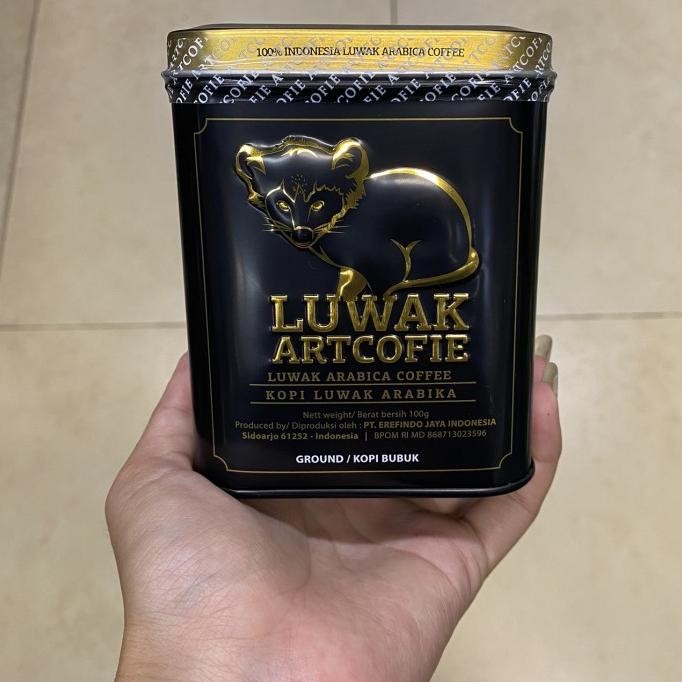 100% INDONESIA LUWAK ARABICA COFFEE
LUWAK
ARTCOFIE
LUWAK ARABICA COFFEE
KOPI LUWAK ARABIKA
Nett weight/ Berat bersih 100g
Produced by/ Diproduksi oleh : PT. EREFINDO JAYA INDONESIA
Sidoarjo 61252 - Indonesia | BPOM RI MD 868713023596
GROUND / KOPI BUBUK